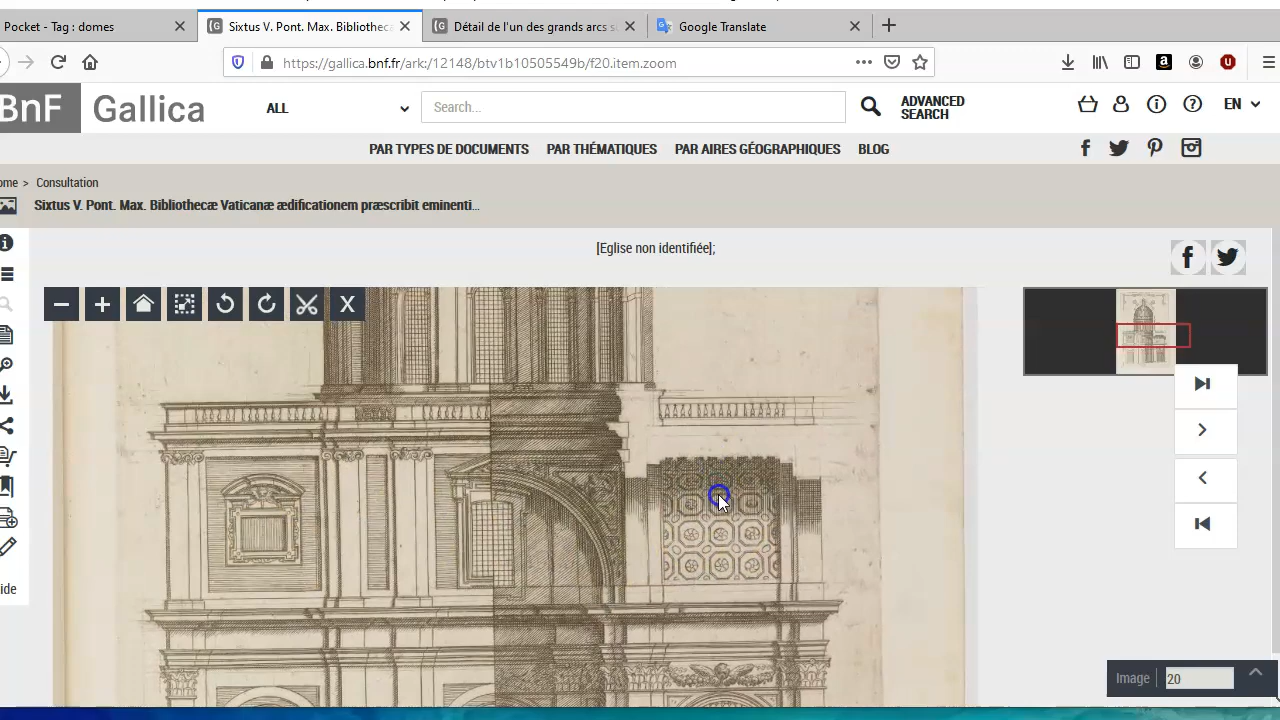 Pocket - Tag : domes
Sixtus V. Pont. Max. Bibliothec
Détail de l'un des grands arcs s
Google Translate
https://gallica.bnf.fr/ark:/12148/btv1b10505549b/f20.item.zoom
BnF Gallica
ALL
Search...
ADVANCED SEARCH
EN
PAR TYPES DE DOCUMENTS PAR THÉMATIQUES PAR AIRES GÉOGRAPHIQUES BLOG
ome > Consultation
Sixtus V. Pont. Max. Bibliothecæ Vaticanæ ædificationem præscribit eminenti...
[Eglise non identifiée];
X
ide
Image 20